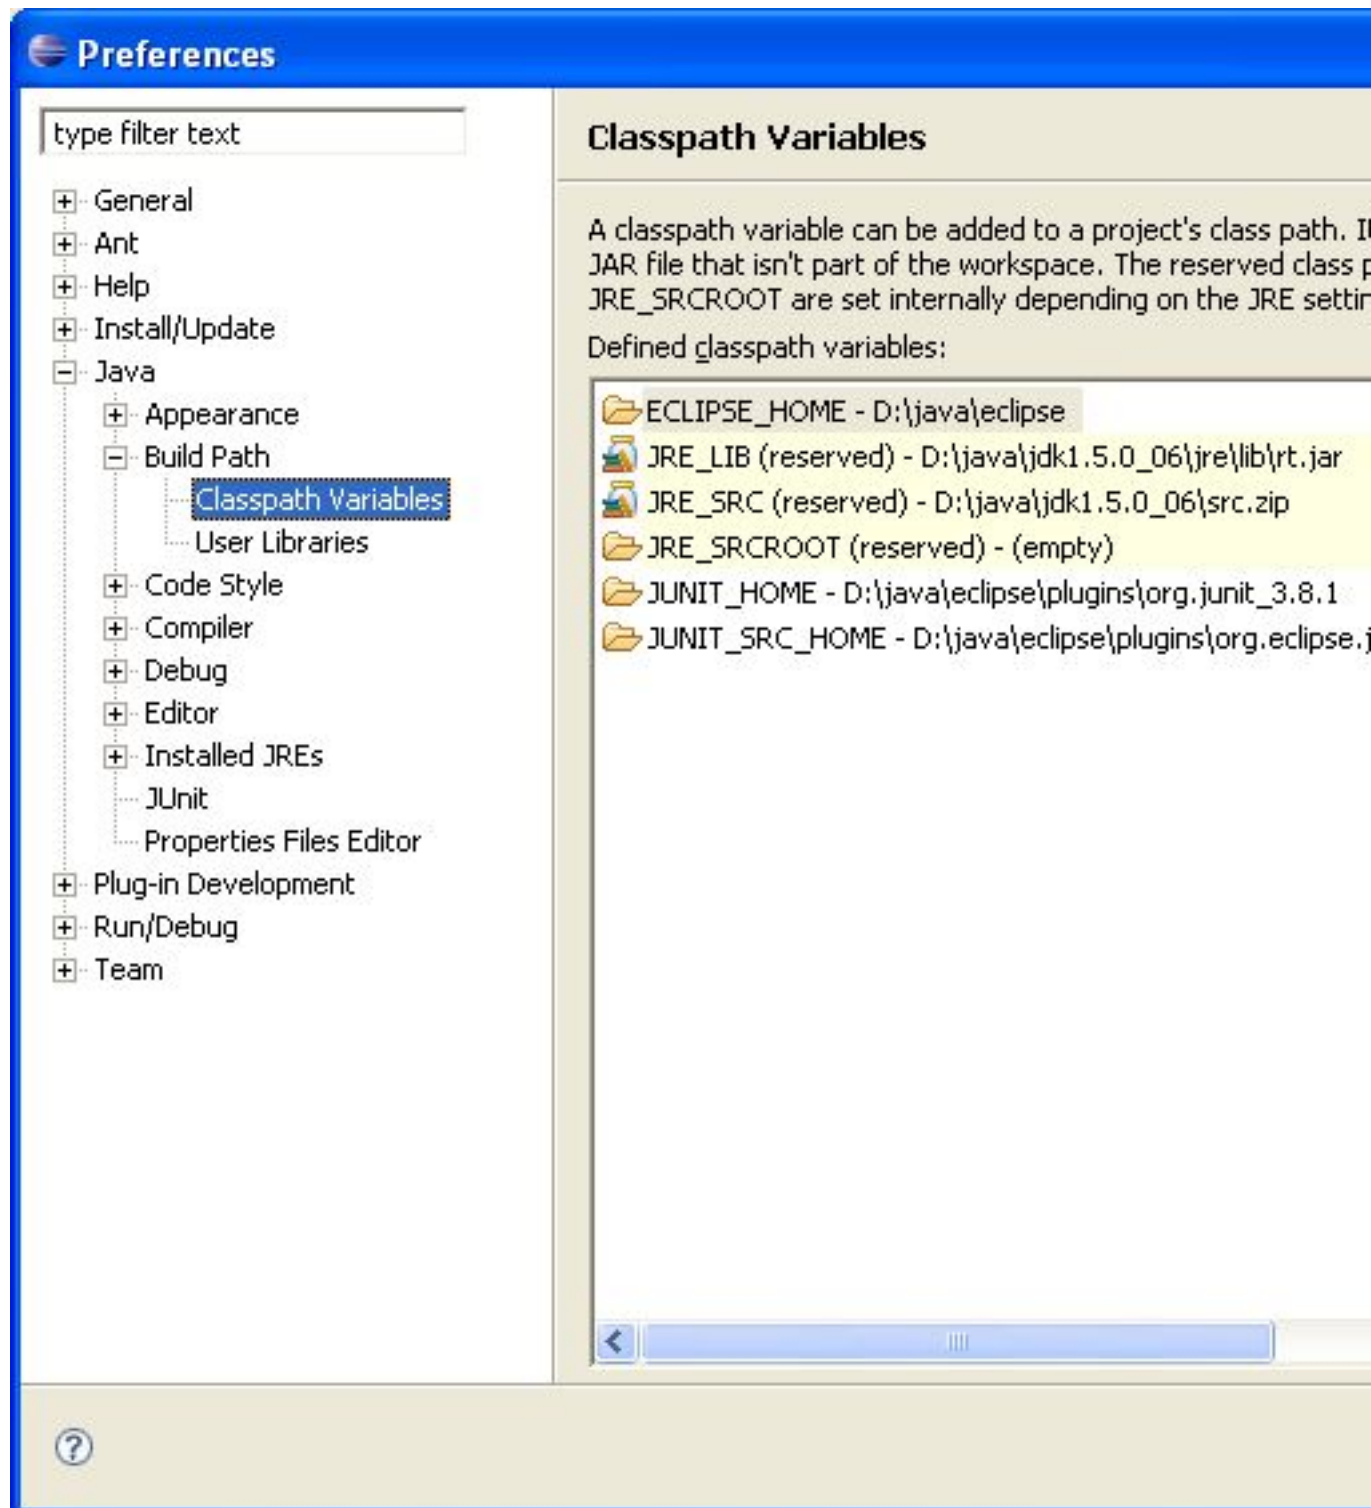 Preferences
type filter text
General
Ant
Help
Install/Update
Java
Appearance
Build Path
Classpath Variables
User Libraries
Code Style
Compiler
Debug
Editor
Installed JREs
JUnit
Properties Files Editor
Plug-in Development
Run/Debug
Team
Classpath Variables
A classpath variable can be added to a project's class path.
JAR file that isn't part of the workspace. The reserved class
JRE_SRCROOT are set internally depending on the JRE
Defined classpath variables:
ECLIPSE_HOME - D:\java\eclipse
JRE_LIB (reserved) - D:\java\jdk1.5.0_06\jre\lib\rt.jar
JRE_SRC (reserved) - D:\java\jdk1.5.0_06\src.zip
JRE_SRCROOT (reserved) - (empty)
JUNIT_HOME - D:\java\eclipse\plugins\org.junit_3.8.1
JUNIT_SRC_HOME - D:\java\eclipse\plugins\org.eclipse.j